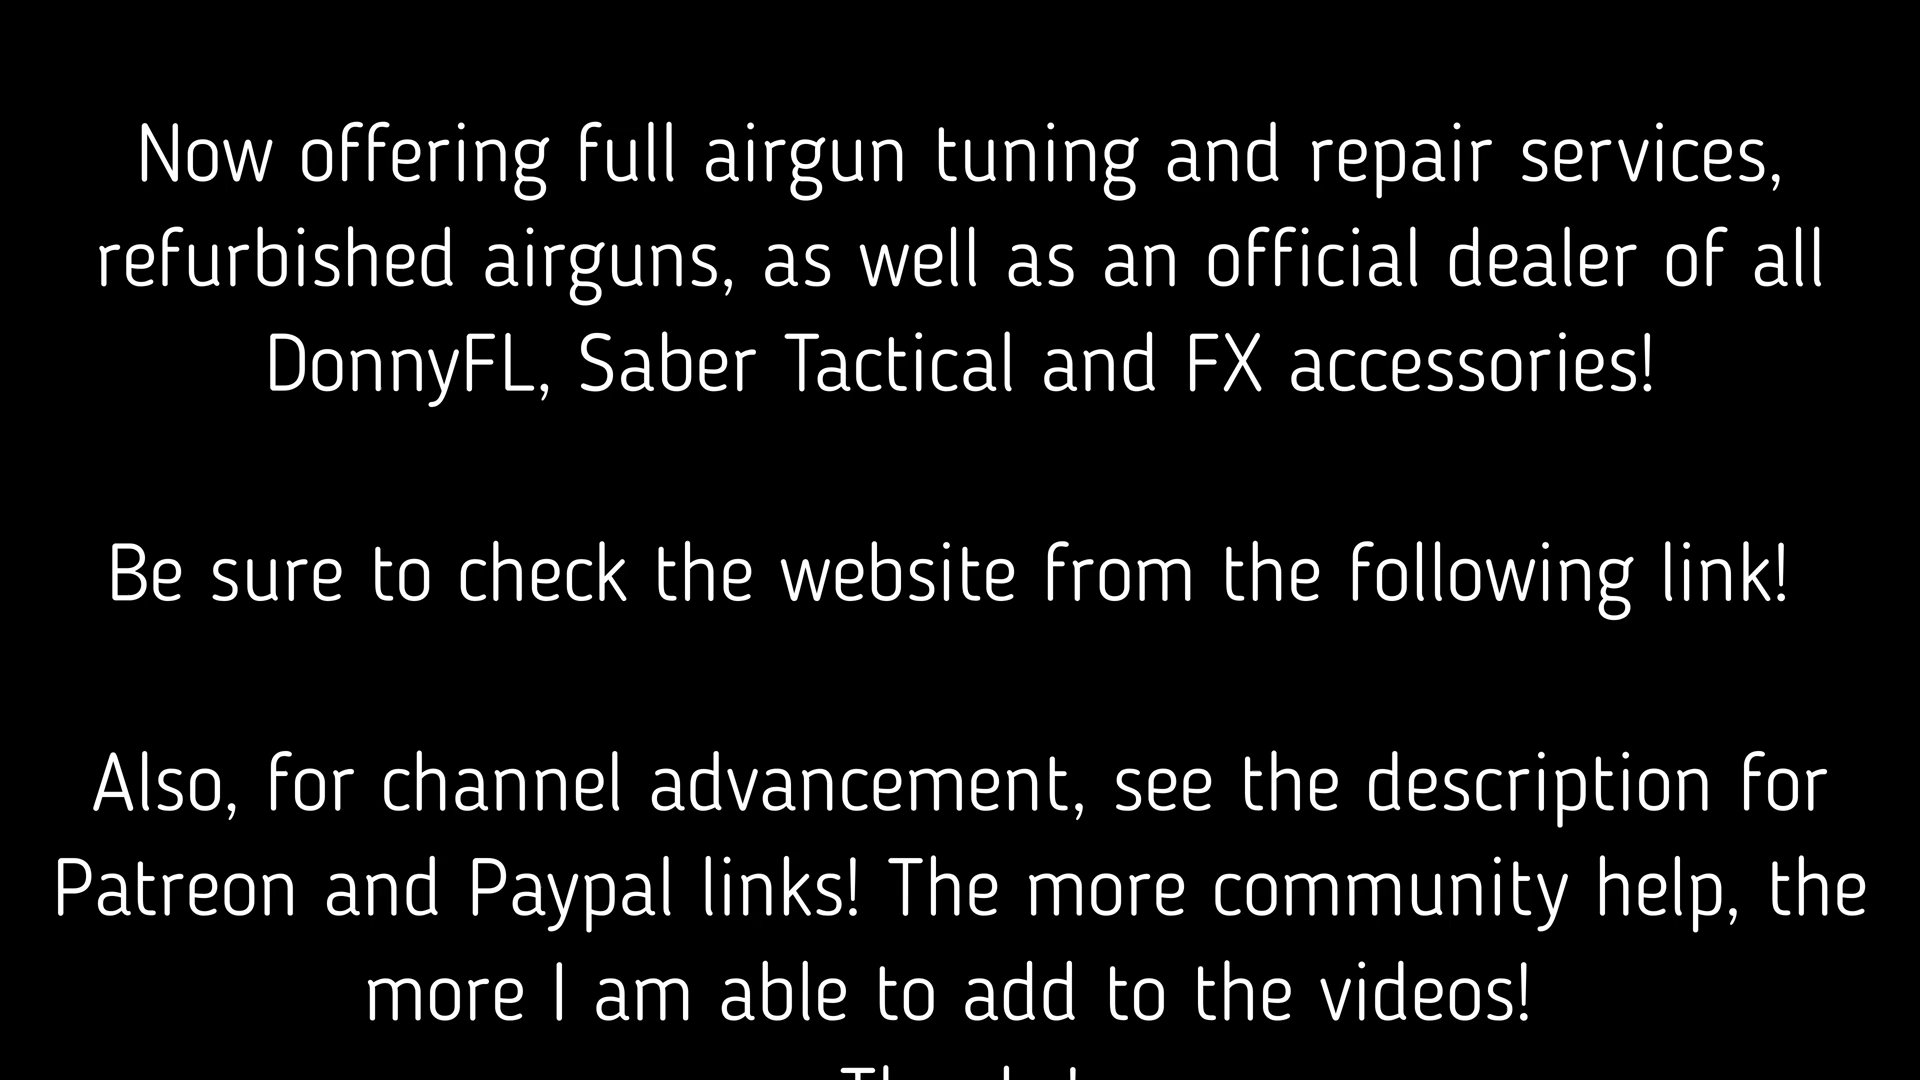 Now offering full airgun tuning and repair services,
refurbished airguns, as well as an official dealer of all
DonnyFL, Saber Tactical and FX accessories!
Be sure to check the website from the following link!
Also, for channel advancement, see the description for
Patreon and Paypal links! The more community help, the
more I am able to add to the videos!